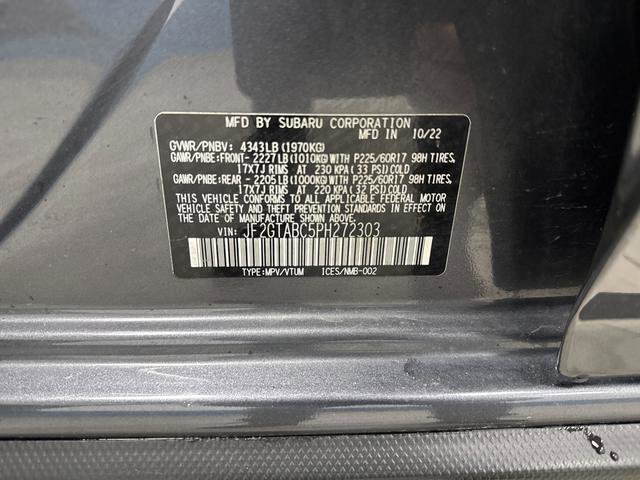 MFD BY SUBARU CORPORATION
MFD IN 10/22
GVWR/PNBV: 4343LB(1970KG)
GAWR/PNBE:FRONT- 2227LB(1010KG)WITH P225/60R17 98H TIRES,
17X7J RIMS AT 230 KPA(33 PSI)COLD
GAWR/PNBE:REAR - 2205LB(1000KG)WITH P225/60R17 98H TIRES,
17X7J RIMS AT 220 KPA(32 PSI)COLD
THIS VEHICLE CONFORMS TO ALL APPLICABLE FEDERAL MOTOR
VEHICLE SAFETY AND THEFT PREVENTION STANDARDS IN EFFECT
ON THE DATE OF MANUFACTURE SHOWN ABOVE.
VIN: JF2GTABC5PH272303
TYPE:MPV/VTUM ICES/NMB-002